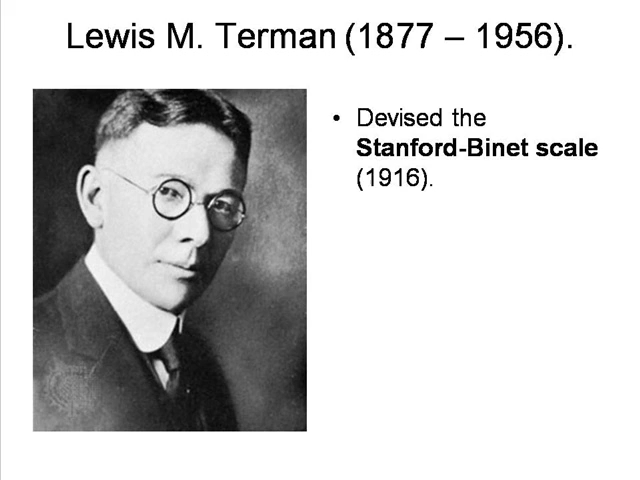 Lewis M. Terman (1877 – 1956).
• Devised the
Stanford-Binet scale
(1916).